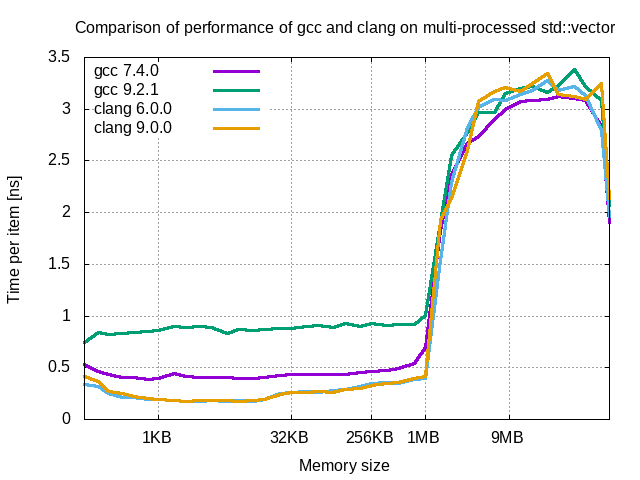 Comparison of performance of gcc and clang on multi-processed std::vector
3.5
3
2.5
2
1.5
1
0.5
0
Time per item [ns]
gcc 7.4.0
gcc 9.2.1
clang 6.0.0
clang 9.0.0
1KB 32KB 256KB 1MB 9MB
Memory size